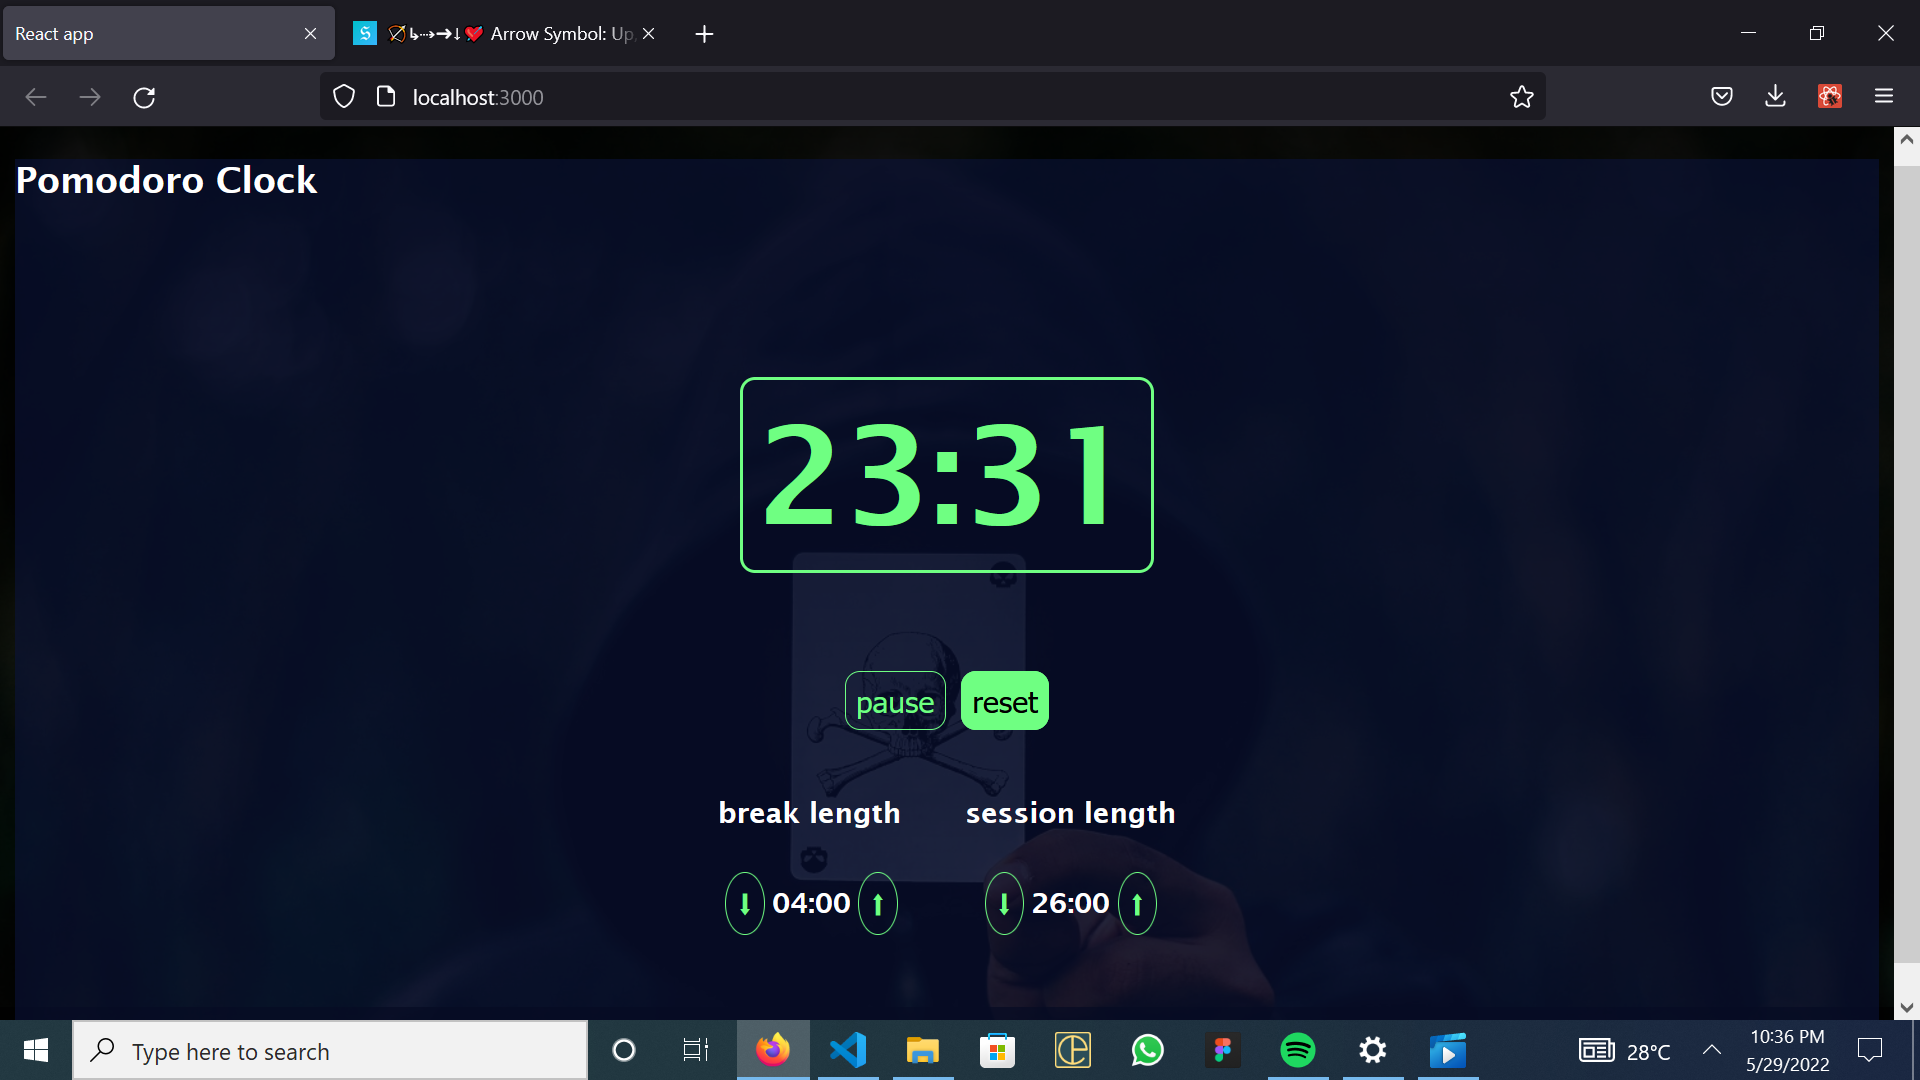 React app
Arrow Symbol: Up,
localhost:3000
Pomodoro Clock
23:31
pause reset
break length session length
↓ 04:00 ↑ ↓ 26:00 ↑
Type here to search
28°C
10:36 PM
5/29/2022